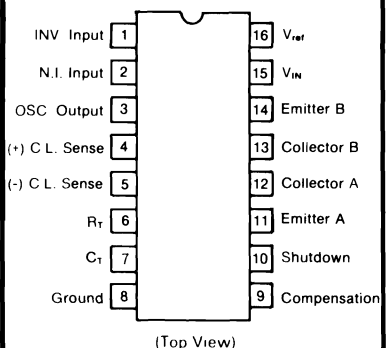 INV Input 1 16 Vref
N.I. Input 2 15 VIN
OSC Output 3 14 Emitter B
(+) C L. Sense 4 13 Collector B
(-) C L. Sense 5 12 Collector A
RT 6 11 Emitter A
CT 7 10 Shutdown
Ground 8 9 Compensation
(Top View)